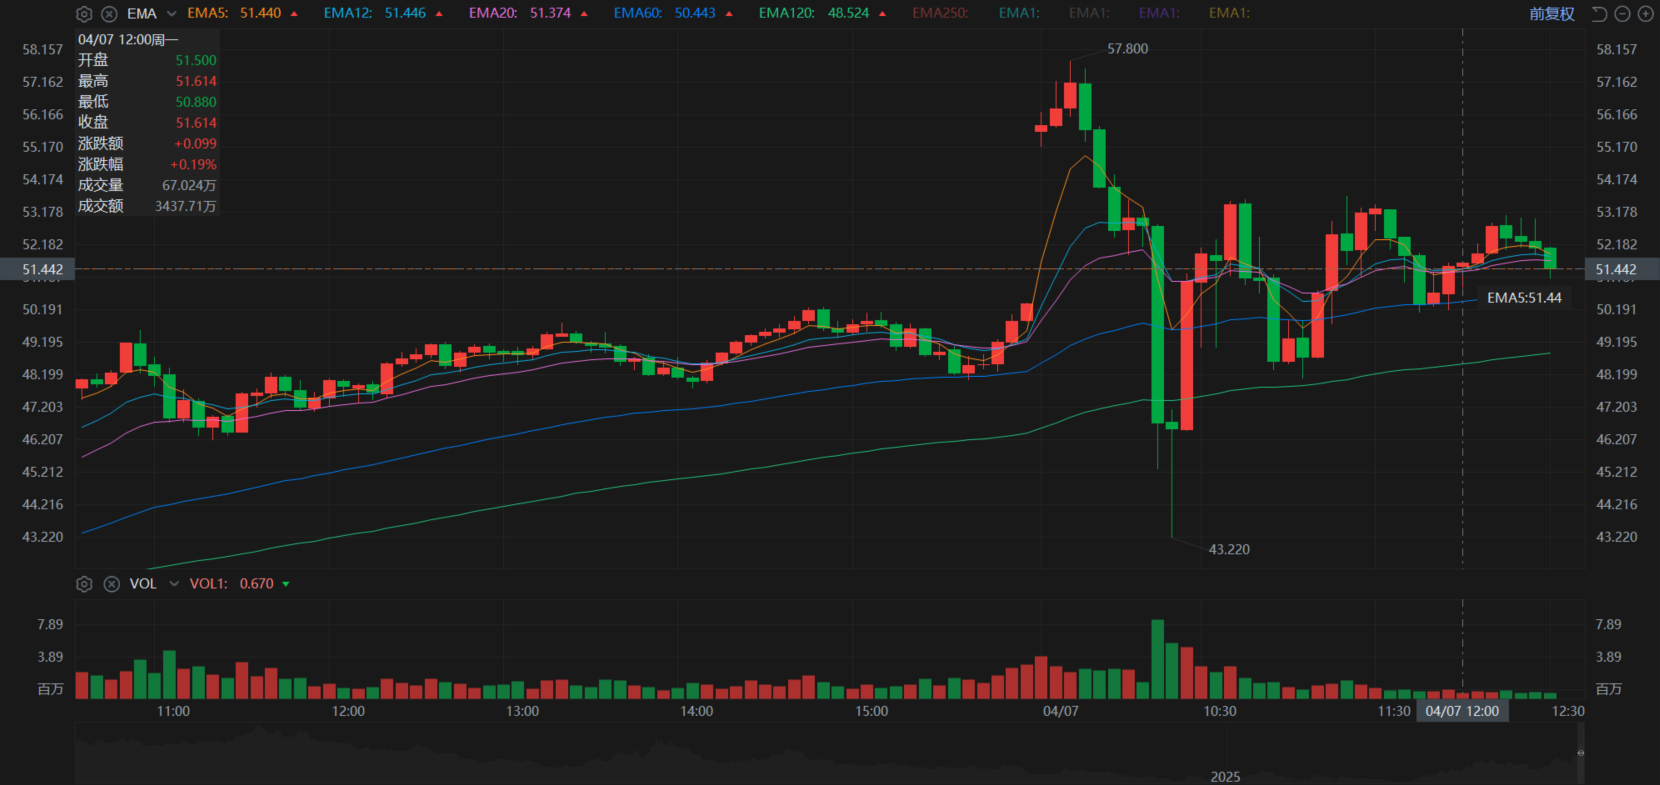 EMA EMA5: 51.440 EMA12: 51.446 EMA20: 51.374 EMA60: 50.443 EMA120: 48.524 EMA250: EMA1: EMA1: EMA1: EMA1: 前复权
04/07 12:00周一
开盘 51.500
最高 51.614
最低 50.880
收盘 51.614
涨跌额 +0.099
涨跌幅 +0.19%
成交量 67.024万
成交额 3437.71万
58.157
57.162
56.166
55.170
54.174
53.178
52.182
51.442
50.191
49.195
48.199
47.203
46.207
45.212
44.216
43.220
57.800
43.220
EMA5:51.44
58.157
57.162
56.166
55.170
54.174
53.178
52.182
51.442
50.191
49.195
48.199
47.203
46.207
45.212
44.216
43.220
VOL VOL1: 0.670
7.89
3.89
百万
7.89
3.89
百万
11:00 12:00 13:00 14:00 15:00 04/07 10:30 11:30 04/07 12:00 12:30
2025